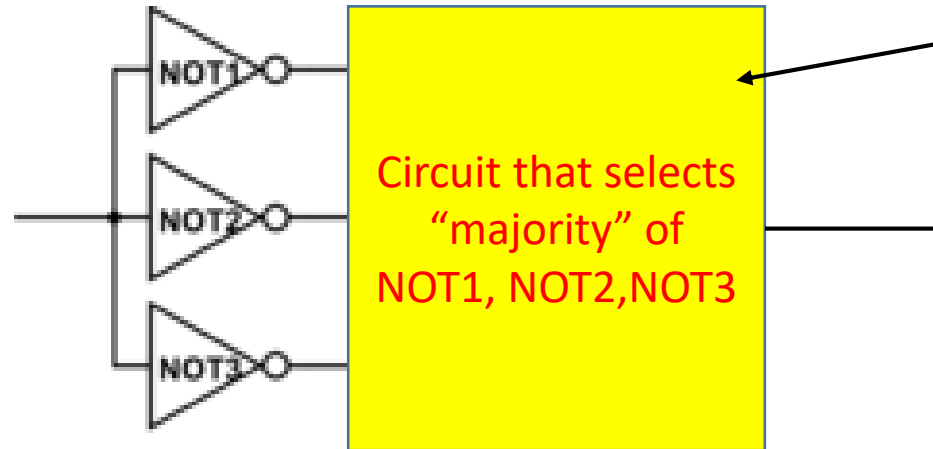 NOT1
NOT2
NOT3
Circuit that selects
“majority” of
NOT1, NOT2,NOT3